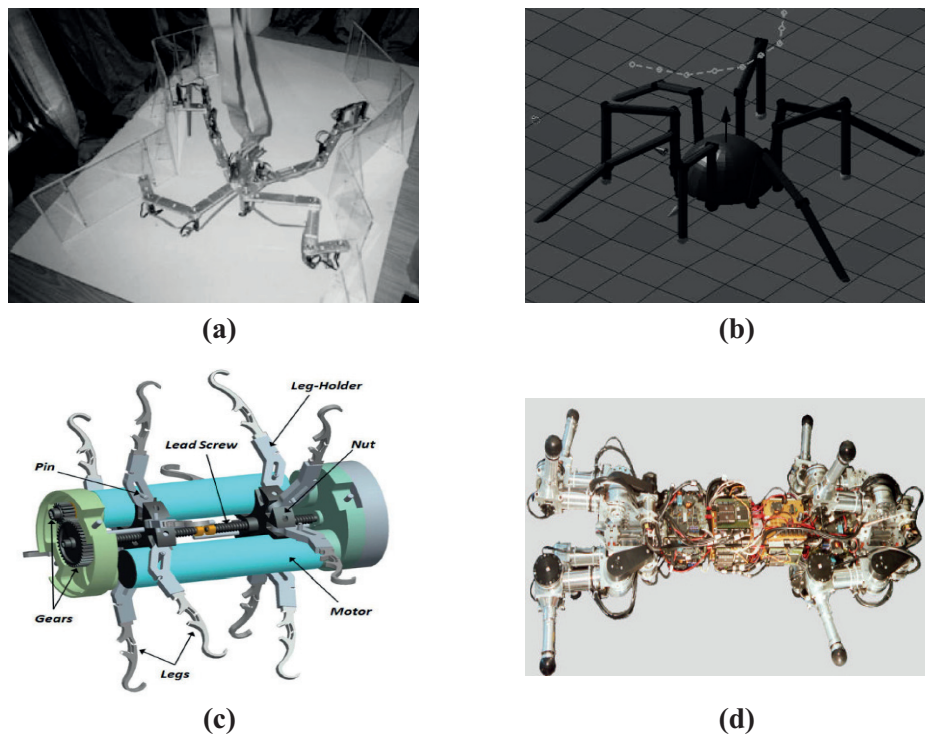 (a)
(b)
Leg-Holder
Lead Screw
Nut
Pin
Gears
Motor
Legs
(c)
(d)